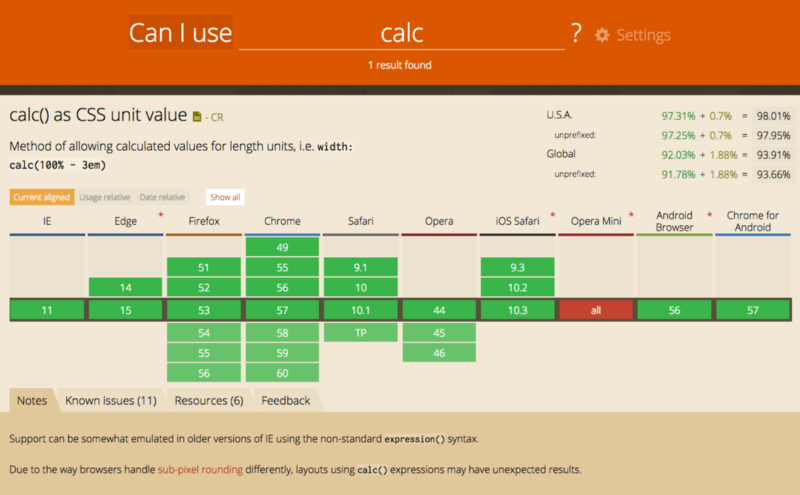 Can I use calc ? Settings
1 result found
calc() as CSS unit value - CR
Method of allowing calculated values for length units, i.e. width:
calc(100% - 3em)
U.S.A. 97.31% + 0.7% = 98.01%
unprefixed: 97.25% + 0.7% = 97.95%
Global 92.03% + 1.88% = 93.91%
unprefixed: 91.78% + 1.88% = 93.66%
Current aligned Usage relative Date relative Show all
IE Edge * Firefox Chrome Safari Opera iOS Safari * Opera Mini * Android Browser * Chrome for Android
49
51 55 9.1 9.3
14 52 56 10 10.2
11 15 53 57 10.1 44 10.3 all 56 57
54 58 TP 45
55 59 46
56 60
Notes Known issues (11) Resources (6) Feedback
Support can be somewhat emulated in older versions of IE using the non-standard expression() syntax.
Due to the way browsers handle sub-pixel rounding differently, layouts using calc() expressions may have unexpected results.